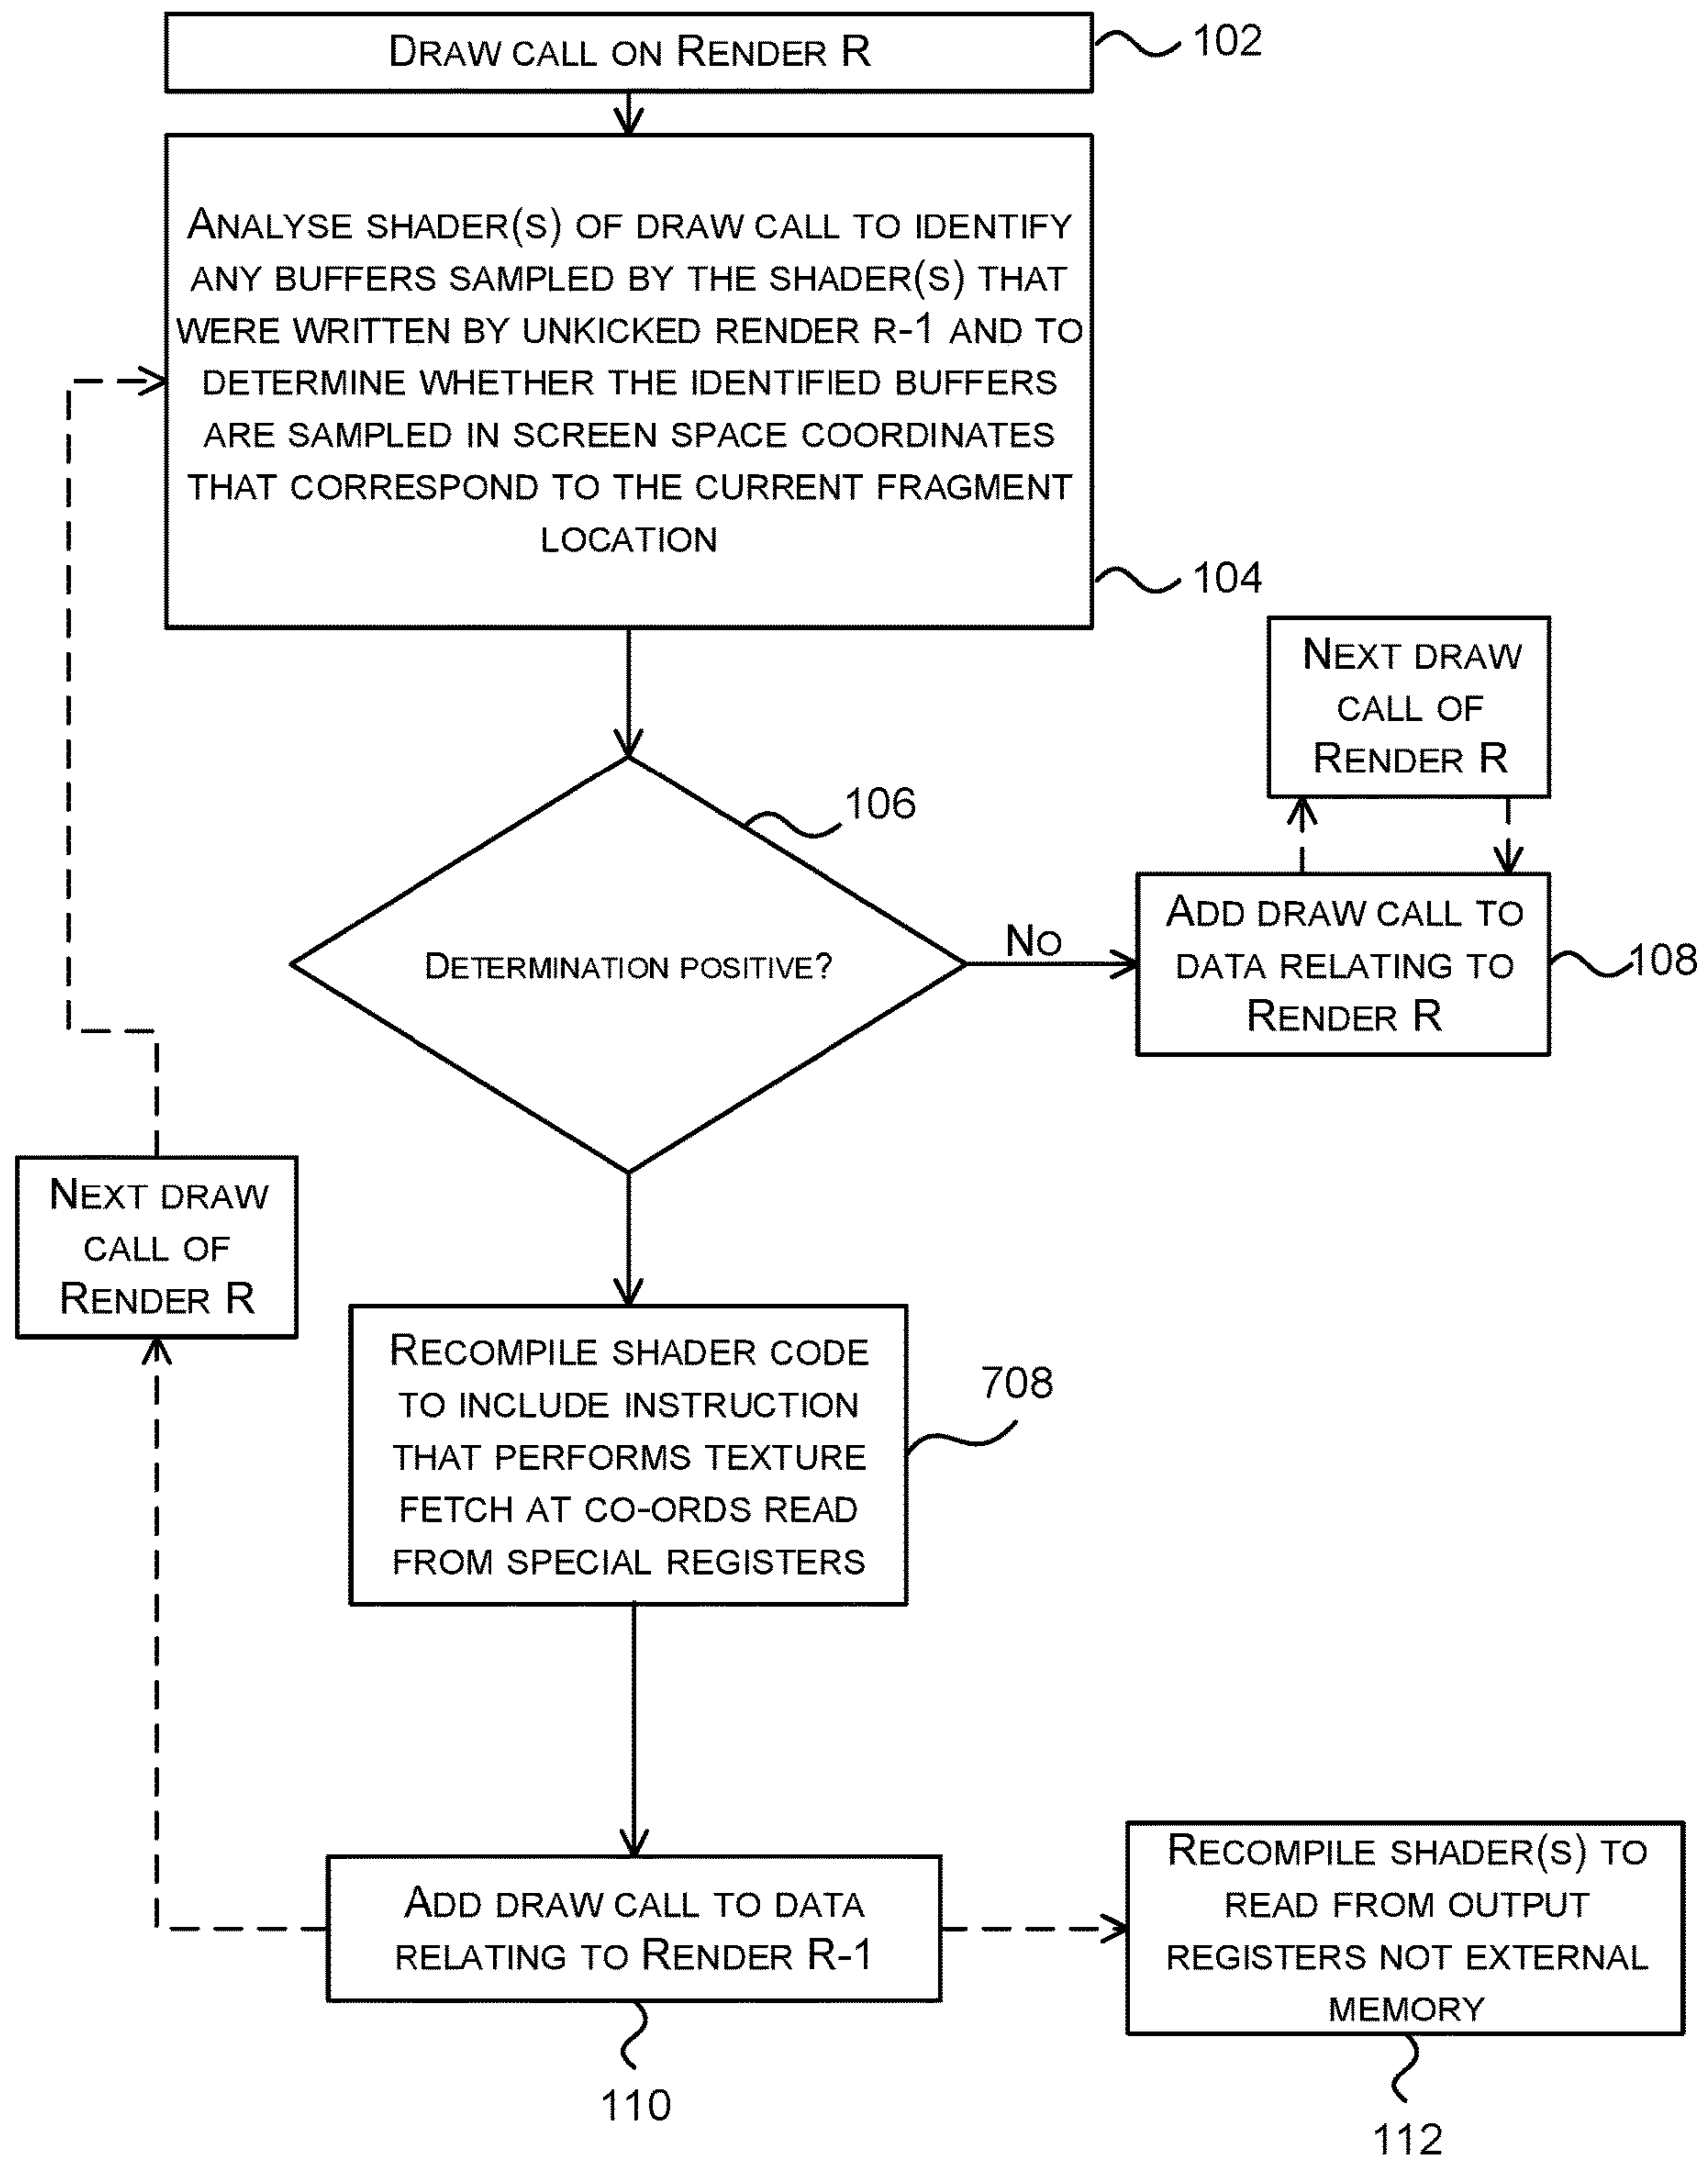 DRAW CALL ON RENDER R
102
ANALYSE SHADER(S) OF DRAW CALL TO IDENTIFY
ANY BUFFERS SAMPLED BY THE SHADER(S) THAT
WERE WRITTEN BY UNKICKED RENDER R-1 AND TO
DETERMINE WHETHER THE IDENTIFIED BUFFERS
ARE SAMPLED IN SCREEN SPACE COORDINATES
THAT CORRESPOND TO THE CURRENT FRAGMENT
LOCATION
104
NEXT DRAW
CALL OF
RENDER R
106
DETERMINATION POSITIVE?
NO
ADD DRAW CALL TO
DATA RELATING TO
RENDER R
108
NEXT DRAW
CALL OF
RENDER R
RECOMPILE SHADER CODE
TO INCLUDE INSTRUCTION
THAT PERFORMS TEXTURE
FETCH AT CO-ORDS READ
FROM SPECIAL REGISTERS
708
ADD DRAW CALL TO DATA
RELATING TO RENDER R-1
110
RECOMPILE SHADER(S) TO
READ FROM OUTPUT
REGISTERS NOT EXTERNAL
MEMORY
112